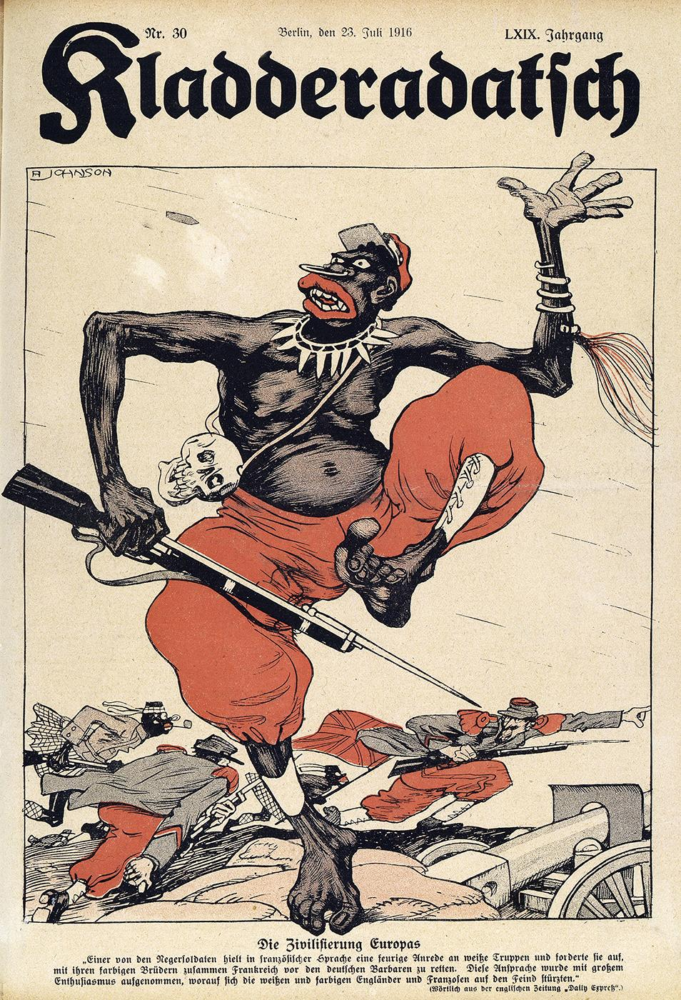 Nr. 30
Berlin, den 23. Juli 1916
LXIX. Jahrgang
Kladderadatsch
A JOHNSON
Die Zivilisierung Europas
„Einer von den Negersoldaten hielt in französischer Sprache eine feurige Anrede an weiße Truppen und forderte sie auf,
mit ihren farbigen Brüdern zusammen Frankreich vor den deutschen Barbaren zu retten. Diese Ansprache wurde mit großem
Enthusiasmus aufgenommen, worauf sich die weißen und farbigen Engländer und Franzosen auf den Feind stürzten.“
(Wörtlich aus der englischen Zeitung „Daily Expreß“.)